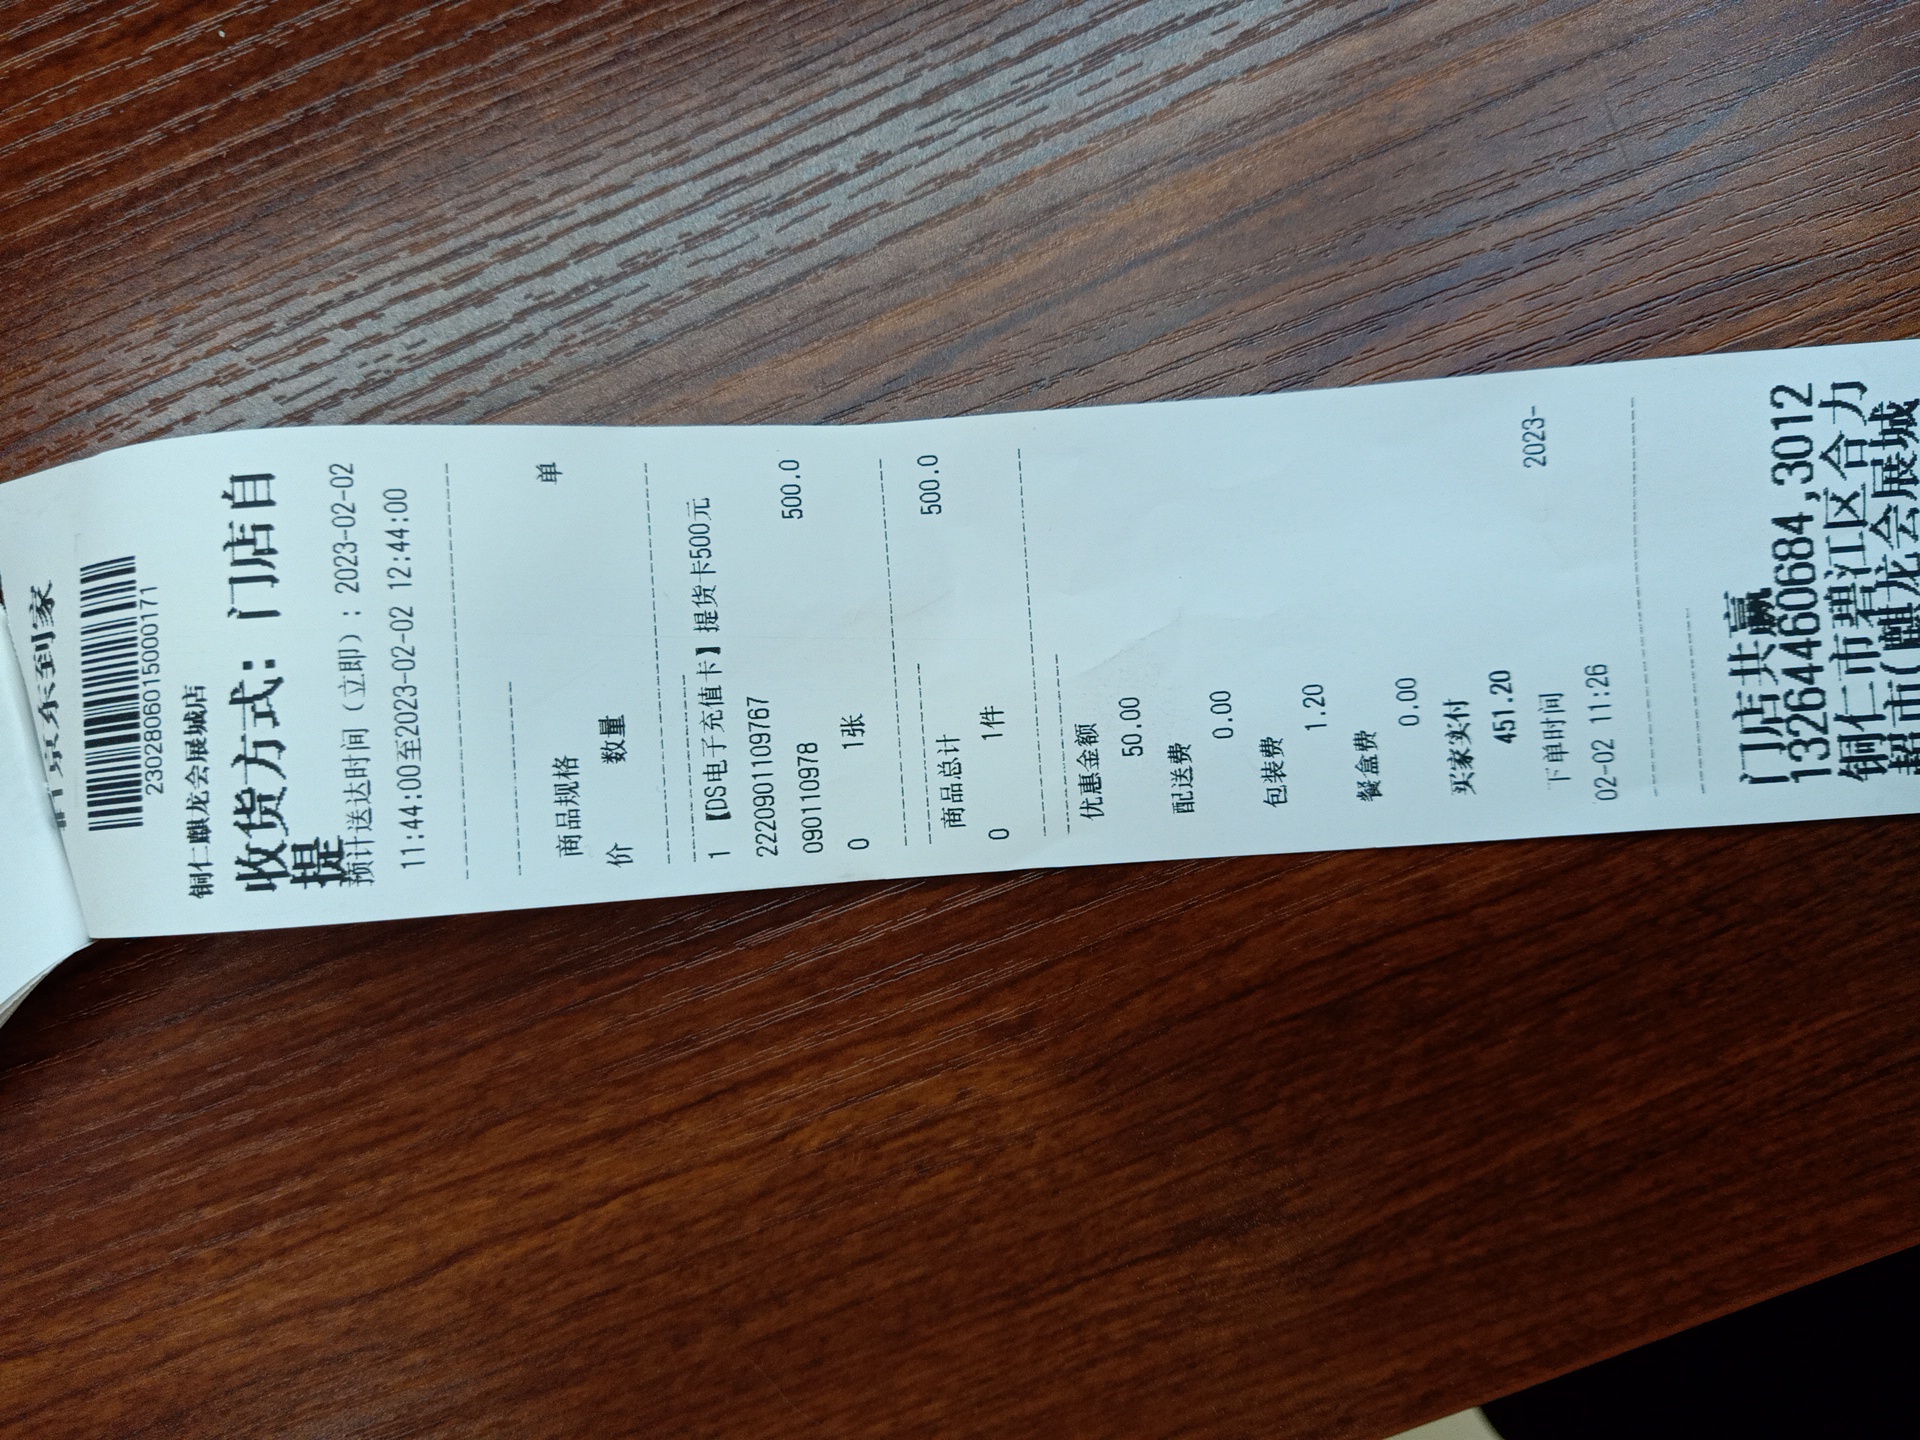 京东到家
2302806015000171
铜仁麒龙会展城店
收货方式：门店自
提
预计送达时间（立即）：2023-02-02
11:44:00至2023-02-02 12:44:00
商品规格 单
价 数量
1 【DS电子充值卡】提货卡500元
2220901109767
0901109​78 500.0
0 1张
商品总计 500.0
0 1件
优惠金额
50.00
配送费
0.00
包装费
1.20
餐盒费
0.00
买家实付
451.20
下单时间 2023-
02-02 11:26
门店共赢
13264460684,3012
铜仁市碧江区合力
超市(麒龙会展城